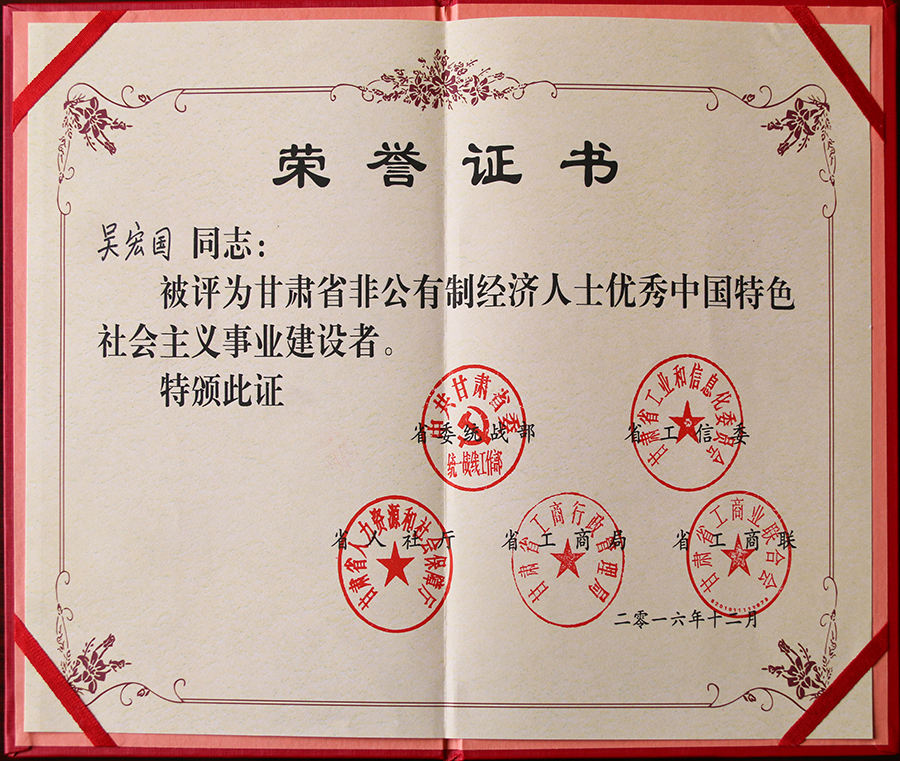 荣誉证书
吴宏国 同志：
被评为甘肃省非公有制经济人士优秀中国特色
社会主义事业建设者。
特颁此证
中共甘肃省委
统一战线工作部
省委统战部
甘肃省工业和信息化委员会
省工信委
甘肃省人力资源和社会保障厅
省人社厅
甘肃省工商行政管理局
省工商局
甘肃省工商业联合会
省工商联
二零一六年十二月